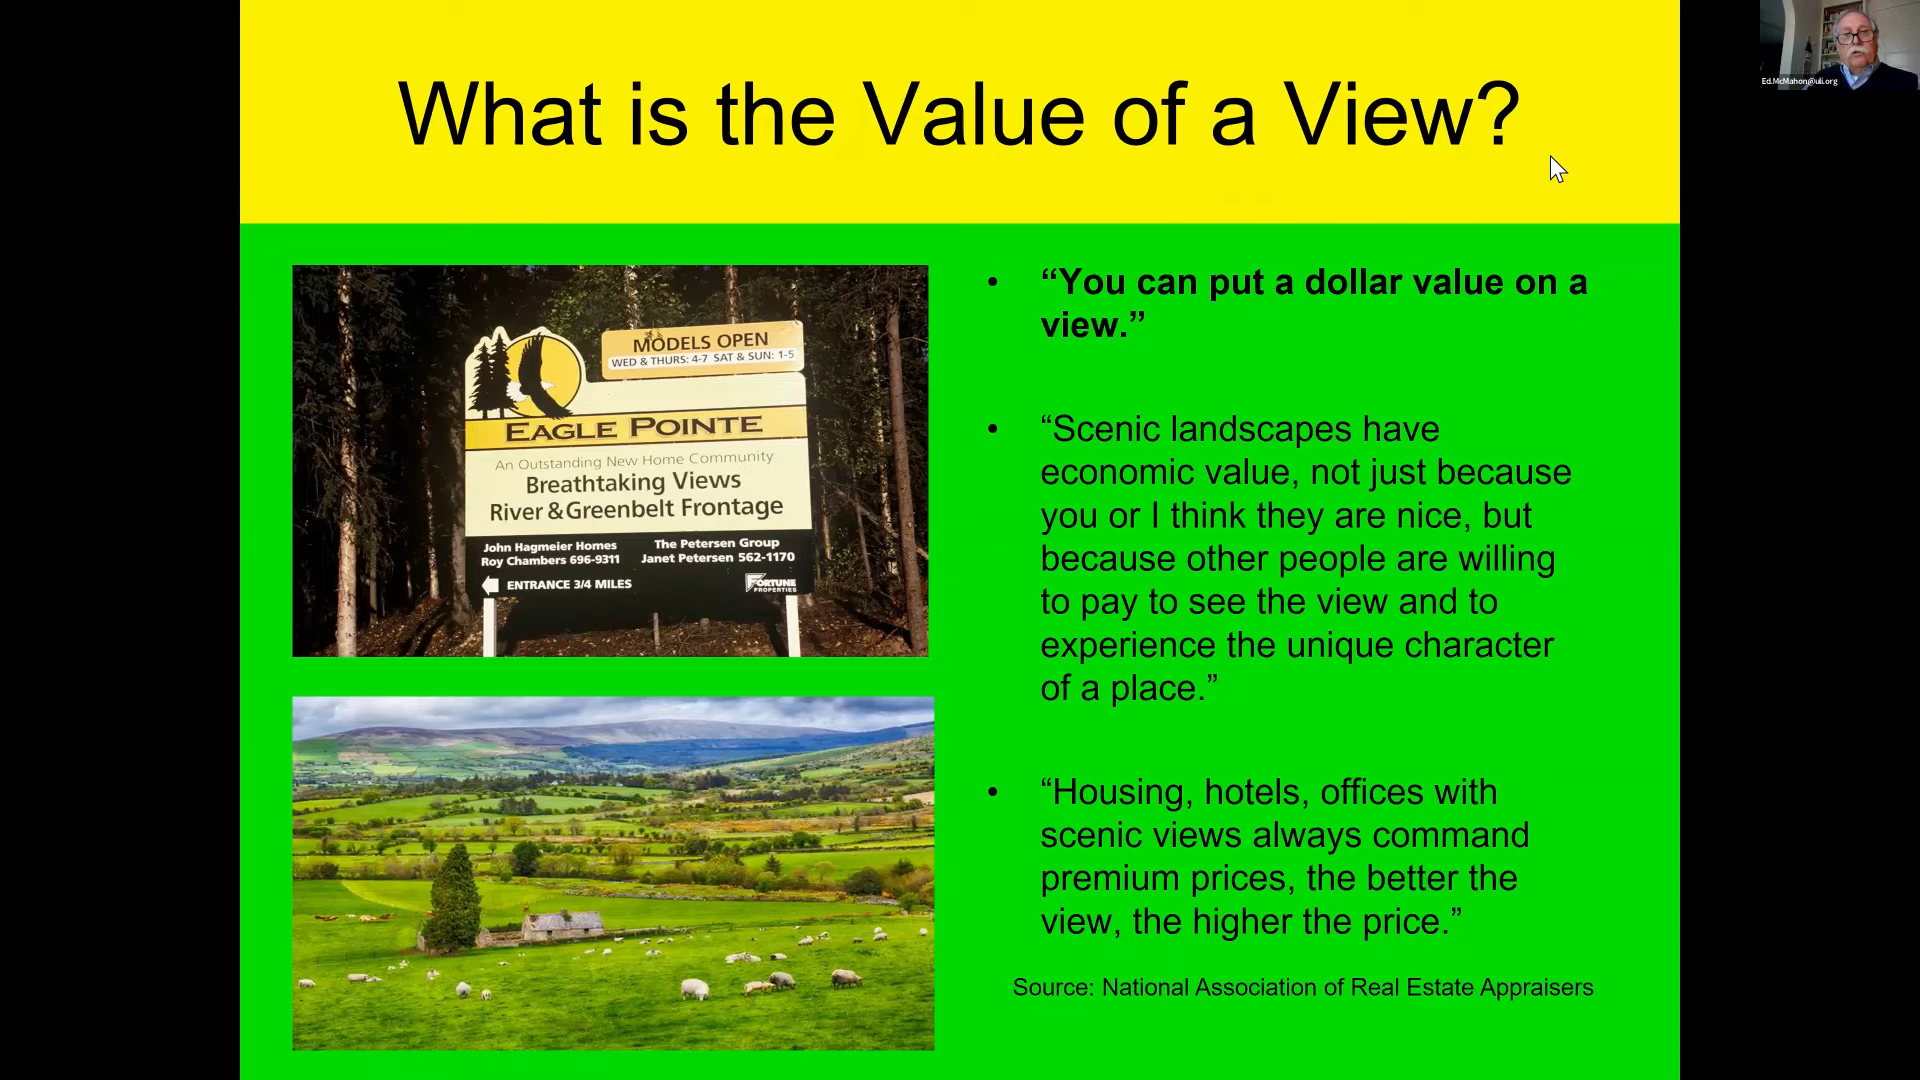 What is the Value of a View?
Ed.McMahon@uli.org
MODELS OPEN
WED & THURS: 4-7 SAT & SUN: 1-5
EAGLE POINTE
An Outstanding New Home Community
Breathtaking Views
River & Greenbelt Frontage
John Hagmeier Homes
Roy Chambers 696-9311
The Petersen Group
Janet Petersen 562-1170
ENTRANCE 3/4 MILES
FORTUNE
PROPERTIES
• “You can put a dollar value on a
view.”
• “Scenic landscapes have
economic value, not just because
you or I think they are nice, but
because other people are willing
to pay to see the view and to
experience the unique character
of a place.”
• “Housing, hotels, offices with
scenic views always command
premium prices, the better the
view, the higher the price.”
Source: National Association of Real Estate Appraisers